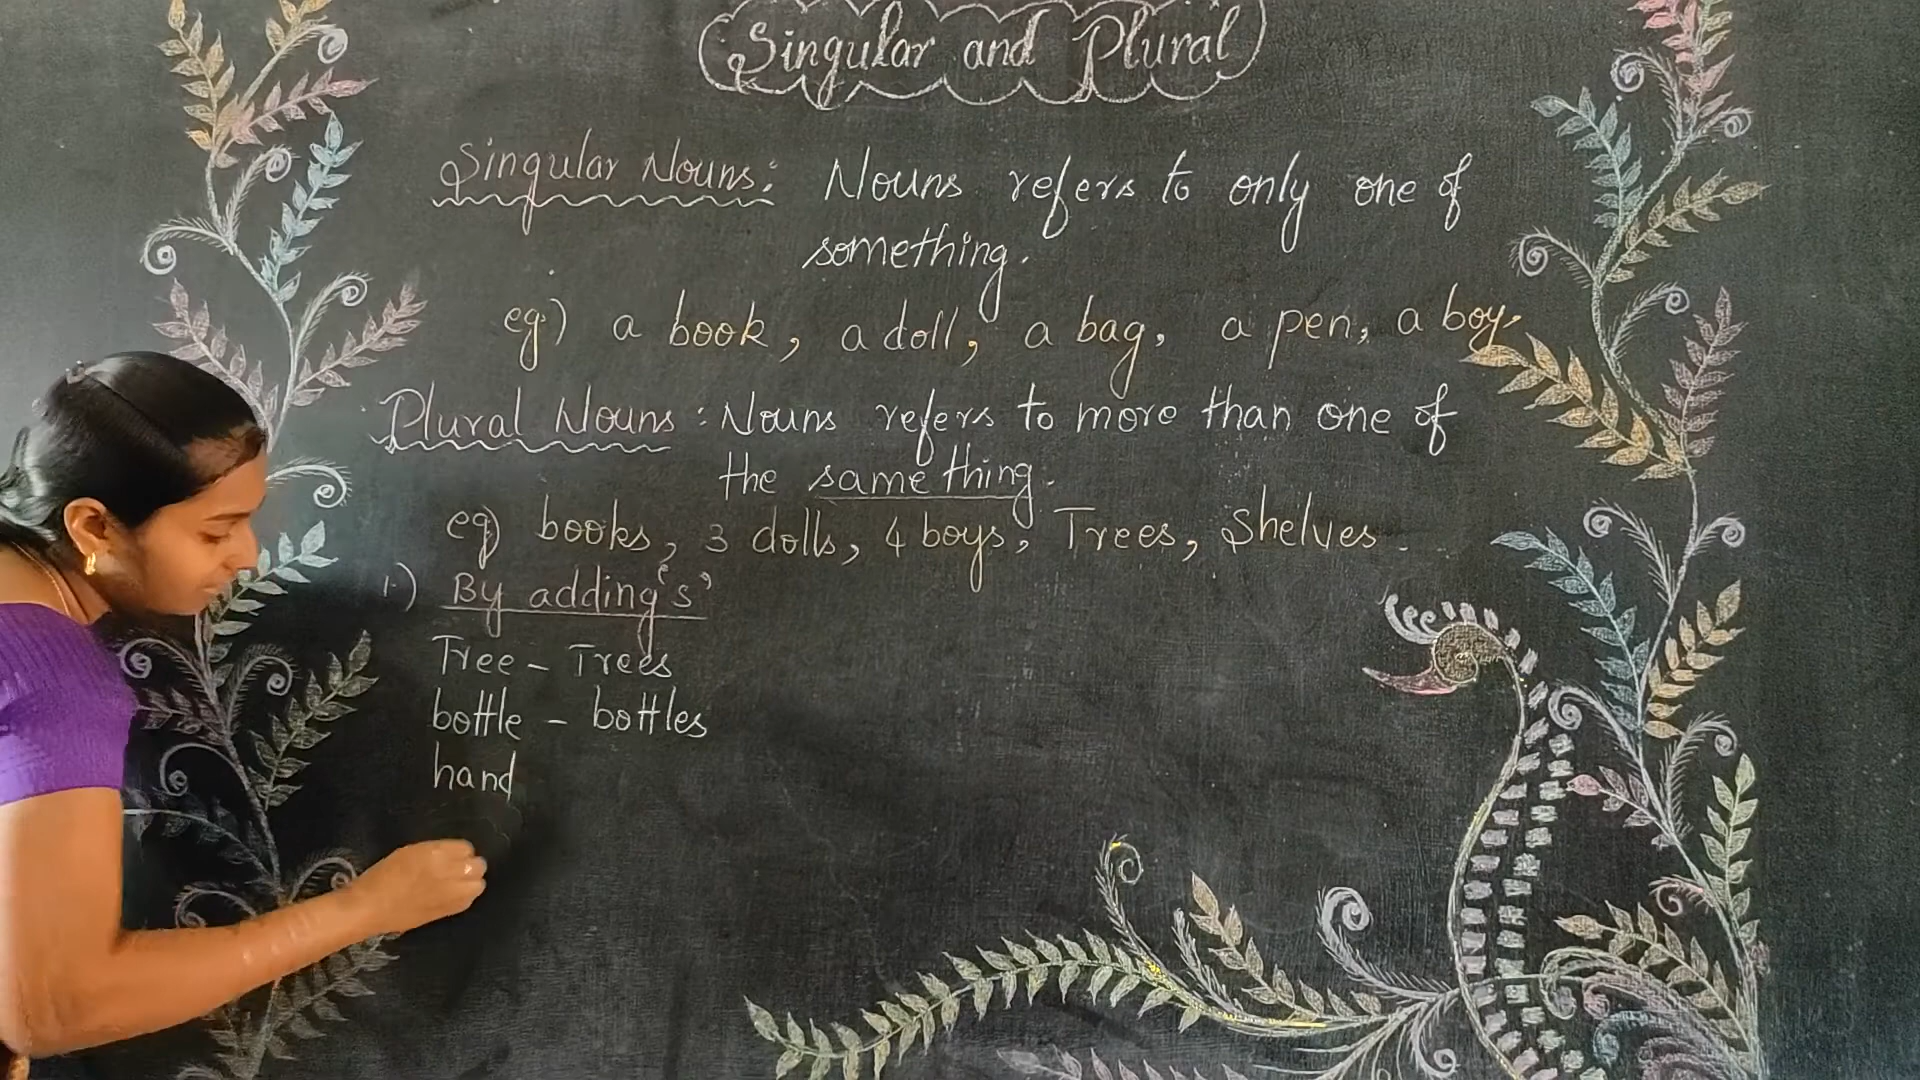 Singular and Plural
Singular Nouns: Nouns refers to only one of
something.
eg) a book, a doll, a bag, a pen, a boy.
Plural Nouns: Nouns refers to more than one of
the same thing.
eg) books, 3 dolls, 4 boys, Trees, Shelves.
1.) By adding 's'
Tree - Trees
bottle - bottles
hand